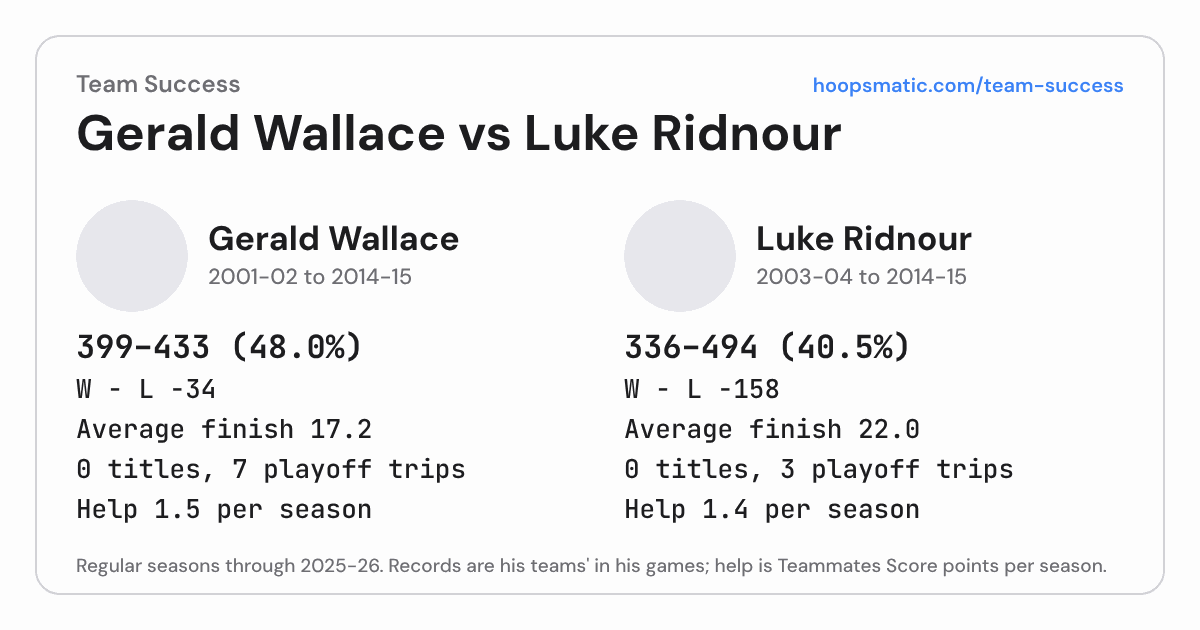 Team Success
hoopsmatic.com/team-success
Gerald Wallace vs Luke Ridnour
Gerald Wallace
2001-02 to 2014-15
399-433 (48.0%)
W - L -34
Average finish 17.2
0 titles, 7 playoff trips
Help 1.5 per season
Luke Ridnour
2003-04 to 2014-15
336-494 (40.5%)
W - L -158
Average finish 22.0
0 titles, 3 playoff trips
Help 1.4 per season
Regular seasons through 2025-26. Records are his teams' in his games; help is Teammates Score points per season.